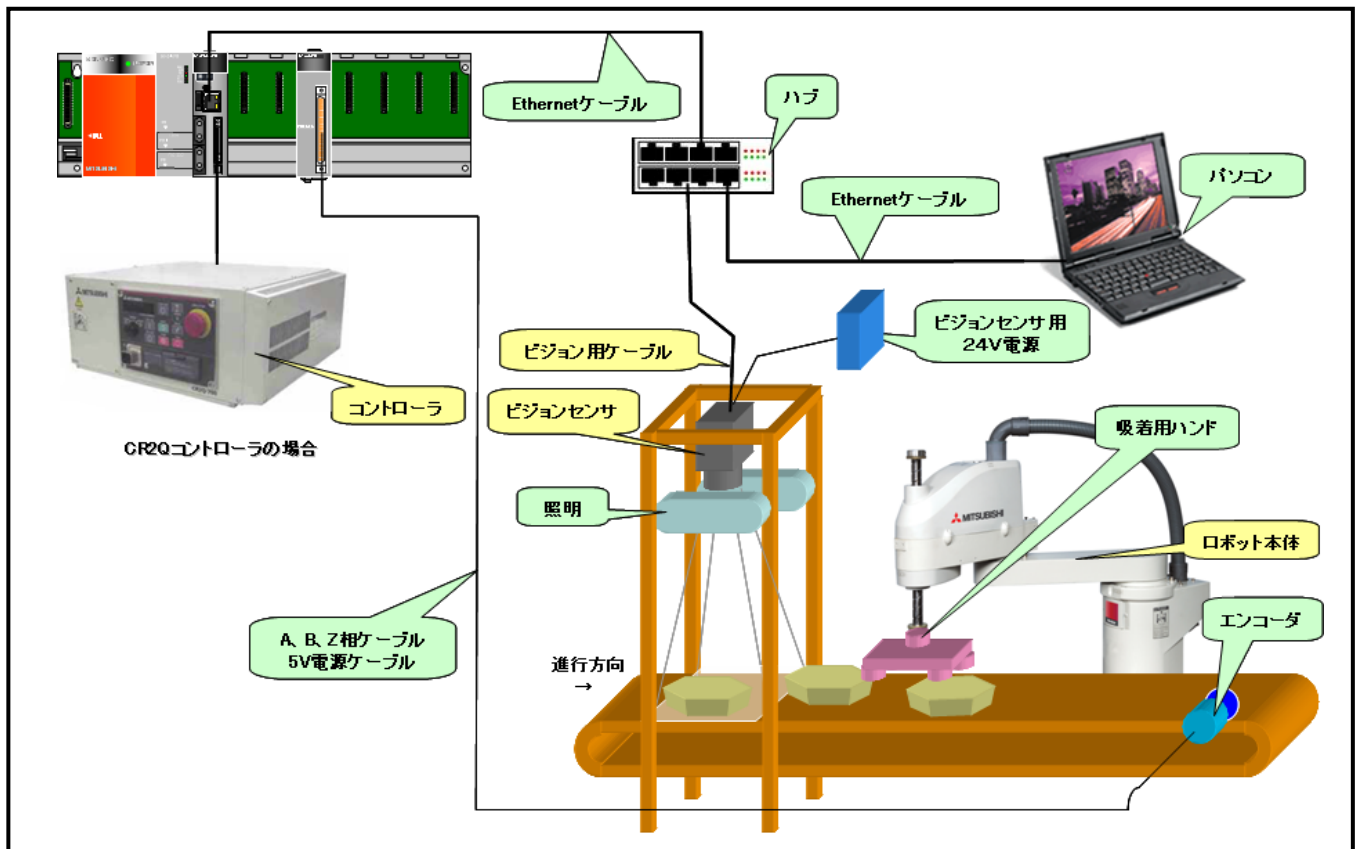 Ethernetケーブル
ハブ
パソコン
Ethernetケーブル
MITSUBISHI
MITSUBISHI
コントローラ
CR2Qコントローラの場合
ビジョン用ケーブル
ビジョンセンサ用
24V電源
ビジョンセンサ
吸着用ハンド
照明
MITSUBISHI
ロボット本体
エンコーダ
A、B、Z相ケーブル
5V電源ケーブル
進行方向
→